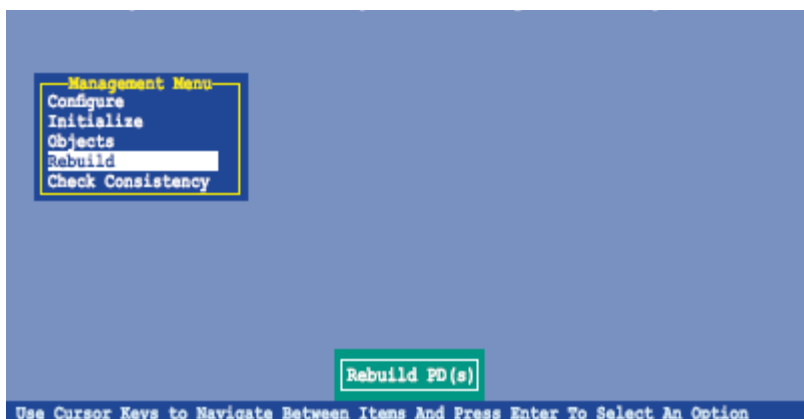 Management Menu
Configure
Initialize
Objects
Rebuild
Check Consistency
Rebuild PD(s)
Use Cursor Keys to Navigate Between Items And Press Enter To Select An Option